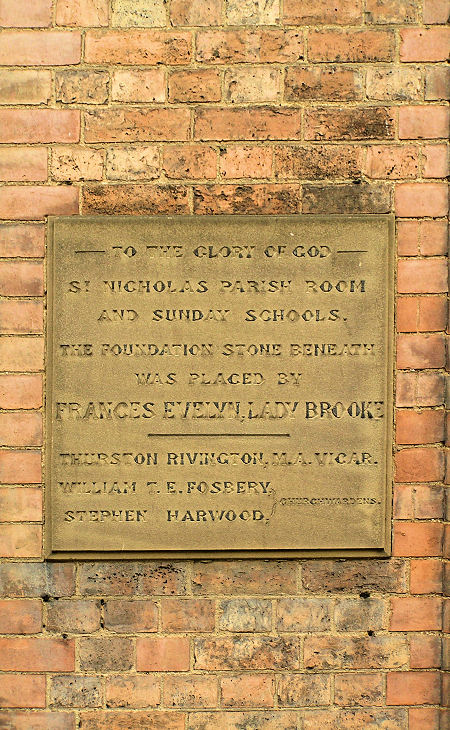 — TO THE GLORY OF GOD —
ST NICHOLAS PARISH ROOM
AND SUNDAY SCHOOLS.
THE FOUNDATION STONE BENEATH
WAS PLACED BY
FRANCES EVELYN, LADY BROOKE
THURSTON RIVINGTON, M.A. VICAR.
WILLIAM T. E. FOSBERY,
STEPHEN HARWOOD,
CHURCHWARDENS.